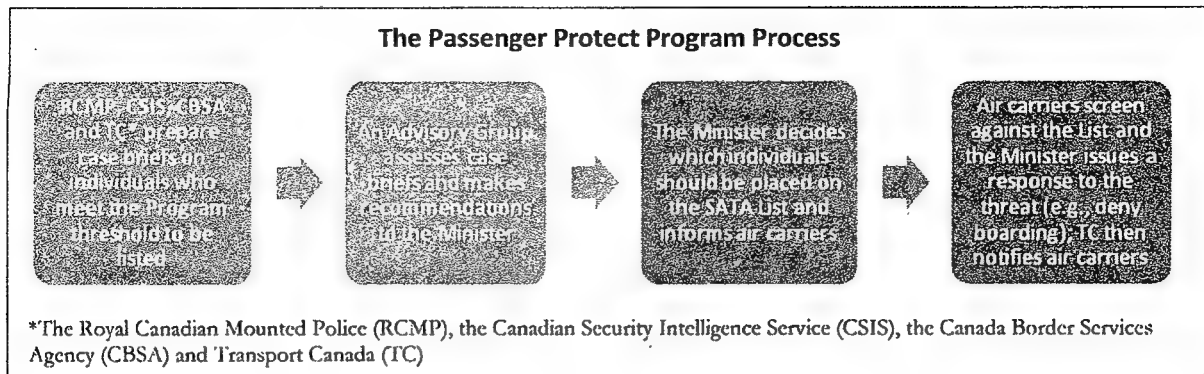 The Passenger Protect Program Process
RCMP, CSIS, CBSA
and TC* prepare
case briefs on
individuals who
meet the Program
threshold to be
listed
An Advisory Group
assesses case
briefs and makes
recommendations
to the Minister
The Minister decides
which individuals
should be placed on
the SATA List and
informs air carriers
Air carriers screen
against the List and
the Minister issues a
response to the
threat (e.g., deny
boarding); TC then
notifies air carriers
*The Royal Canadian Mounted Police (RCMP), the Canadian Security Intelligence Service (CSIS), the Canada Border Services
Agency (CBSA) and Transport Canada (TC)